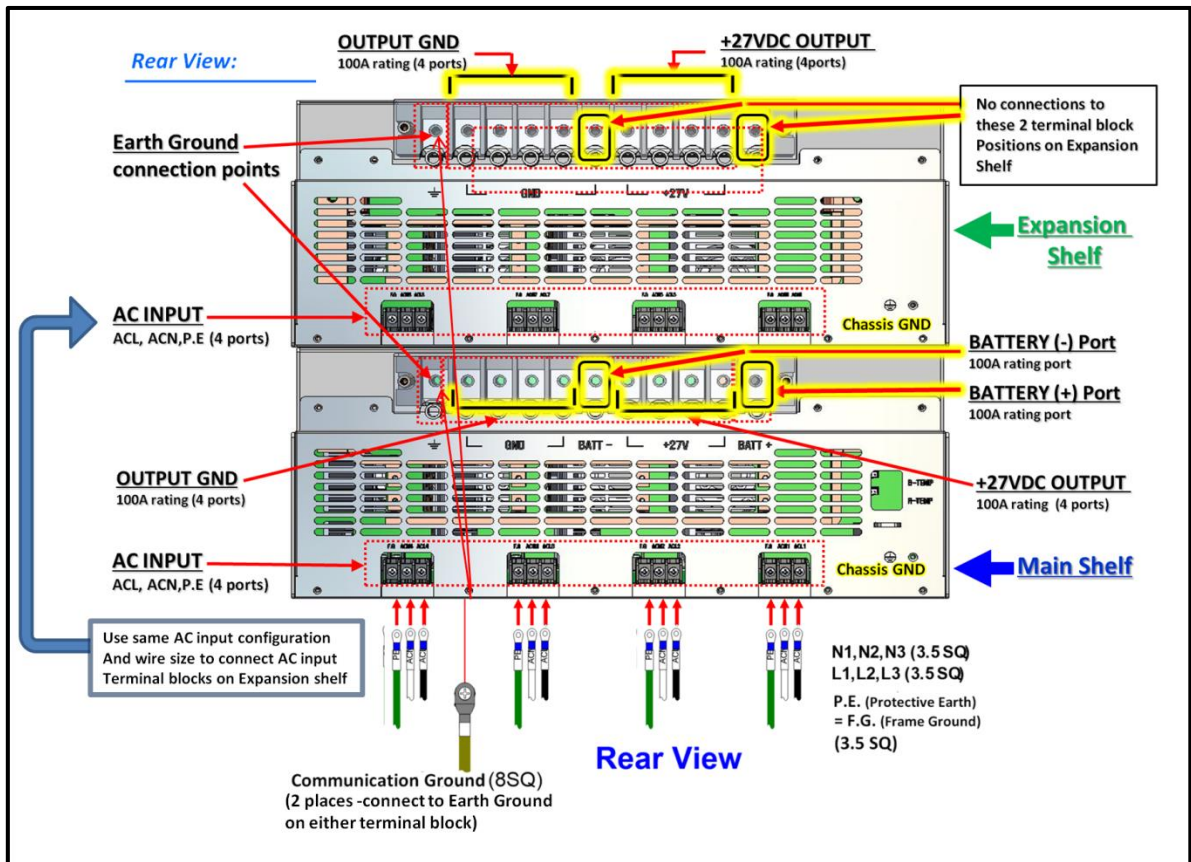 Rear View:
OUTPUT GND
100A rating (4 ports)
+27VDC OUTPUT
100A rating (4ports)
No connections to
these 2 terminal block
Positions on Expansion
Shelf
Earth Ground
connection points
GND
+27V
Expansion
Shelf
AC INPUT
ACL, ACN,P.E (4 ports)
Chassis GND
BATTERY (-) Port
100A rating port
BATTERY (+) Port
100A rating port
GND
BATT -
+27V
BATT +
OUTPUT GND
100A rating (4 ports)
+27VDC OUTPUT
100A rating (4 ports)
B-TEMP
R-TEMP
AC INPUT
ACL, ACN,P.E (4 ports)
Chassis GND
Main Shelf
Use same AC input configuration
And wire size to connect AC input
Terminal blocks on Expansion shelf
N1,N2,N3 (3.5 SQ)
L1,L2,L3 (3.5 SQ)
P.E. (Protective Earth)
= F.G. (Frame Ground)
(3.5 SQ)
Rear View
Communication Ground (8SQ)
(2 places -connect to Earth Ground
on either terminal block)